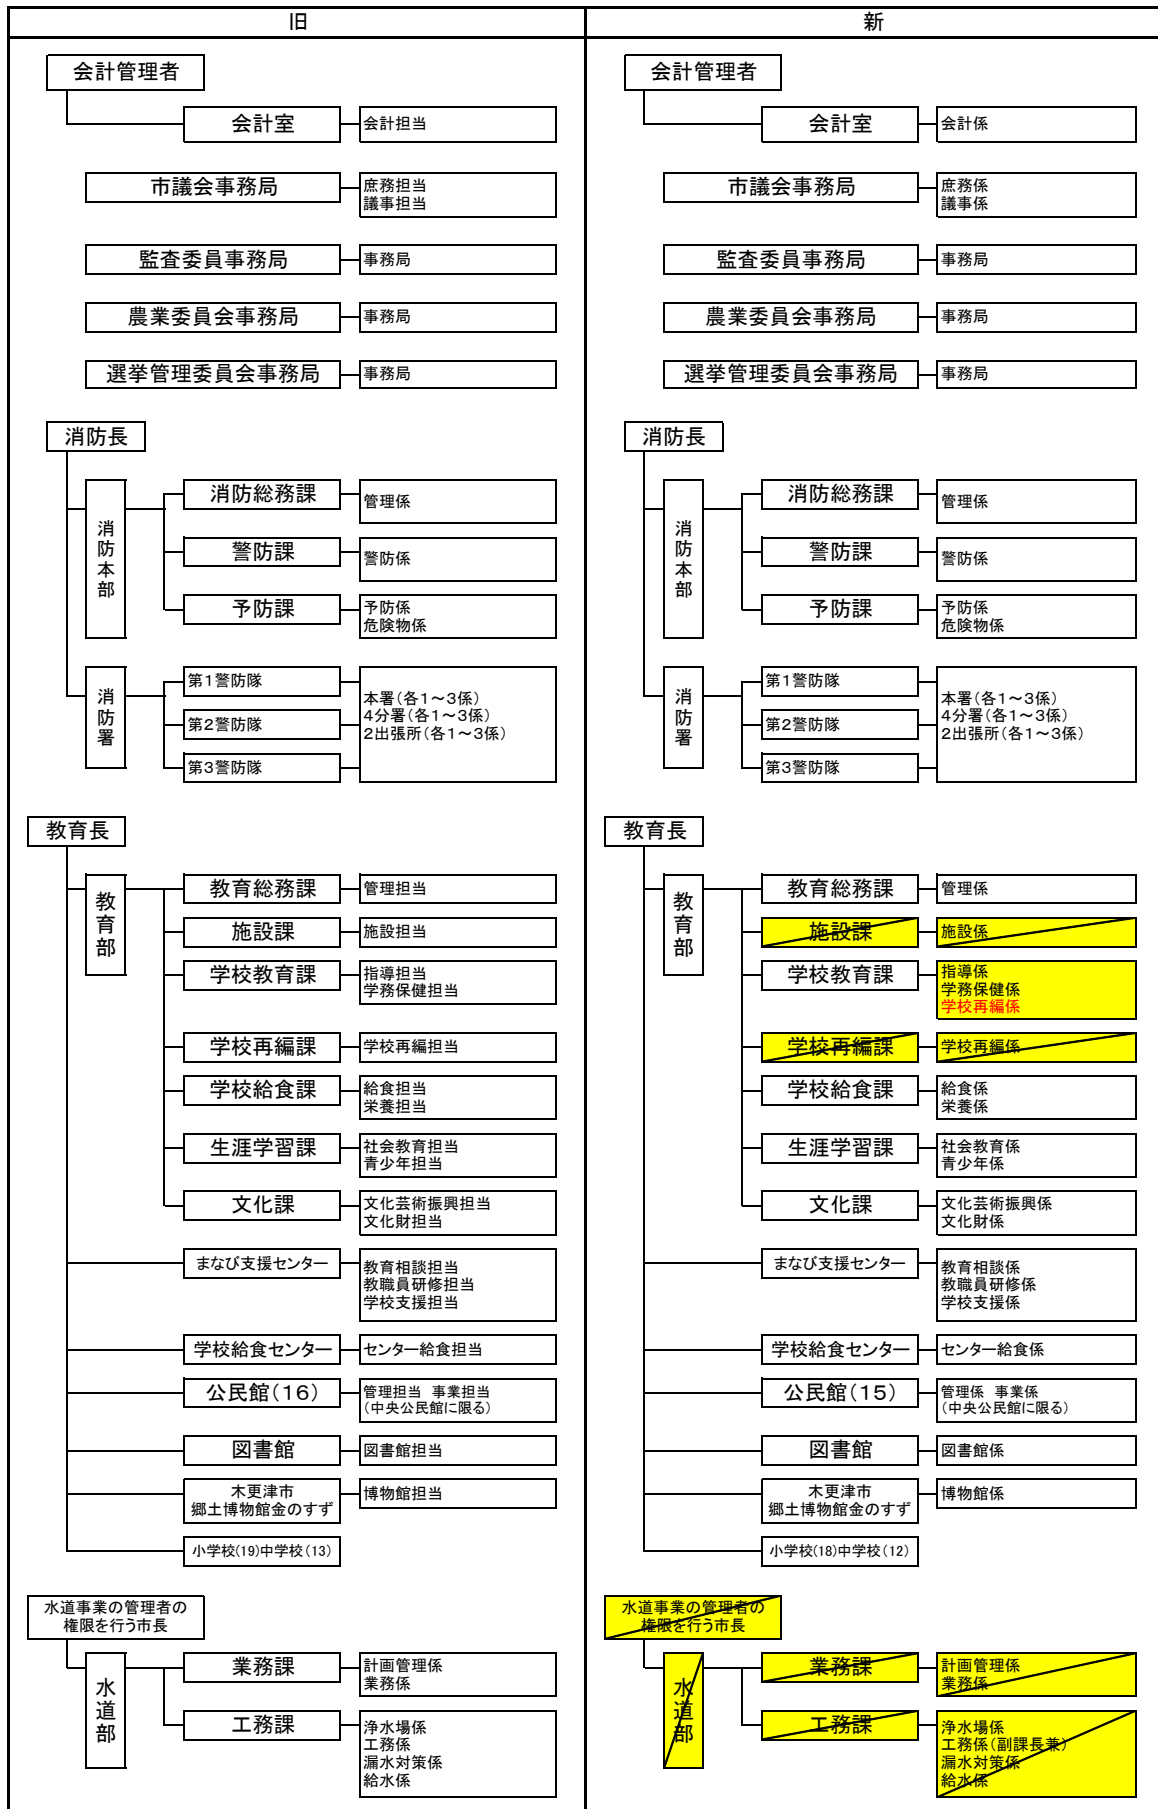 旧
会計管理者
会計室
会計担当
市議会事務局
庶務担当
議事担当
監査委員事務局
事務局
農業委員会事務局
事務局
選挙管理委員会事務局
事務局
消防長
消防本部
消防総務課
管理係
警防課
警防係
予防課
予防係
危険物係
消防署
第1警防隊
第2警防隊
第3警防隊
本署(各1～3係)
4分署(各1～3係)
2出張所(各1～3係)
教育長
教育部
教育総務課
管理担当
施設課
施設担当
学校教育課
指導担当
学務保健担当
学校再編課
学校再編担当
学校給食課
給食担当
栄養担当
生涯学習課
社会教育担当
青少年担当
文化課
文化芸術振興担当
文化財担当
まなび支援センター
教育相談担当
教職員研修担当
学校支援担当
学校給食センター
センター給食担当
公民館(16)
管理担当 事業担当
(中央公民館に限る)
図書館
図書館担当
木更津市
郷土博物館金のすず
博物館担当
小学校(19)中学校(13)
水道事業の管理者の
権限を行う市長
水道部
業務課
計画管理係
業務係
工務課
浄水場係
工務係
漏水対策係
給水係
新
会計管理者
会計室
会計係
市議会事務局
庶務係
議事係
監査委員事務局
事務局
農業委員会事務局
事務局
選挙管理委員会事務局
事務局
消防長
消防本部
消防総務課
管理係
警防課
警防係
予防課
予防係
危険物係
消防署
第1警防隊
第2警防隊
第3警防隊
本署(各1～3係)
4分署(各1～3係)
2出張所(各1～3係)
教育長
教育部
教育総務課
管理係
施設課
施設係
学校教育課
指導係
学務保健係
学校再編係
学校再編課
学校再編係
学校給食課
給食係
栄養係
生涯学習課
社会教育係
青少年係
文化課
文化芸術振興係
文化財係
まなび支援センター
教育相談係
教職員研修係
学校支援係
学校給食センター
センター給食係
公民館(15)
管理係 事業係
(中央公民館に限る)
図書館
図書館係
木更津市
郷土博物館金のすず
博物館係
小学校(18)中学校(12)
水道事業の管理者の
権限を行う市長
水道部
業務課
計画管理係
業務係
工務課
浄水場係
工務係(副課長兼)
漏水対策係
給水係